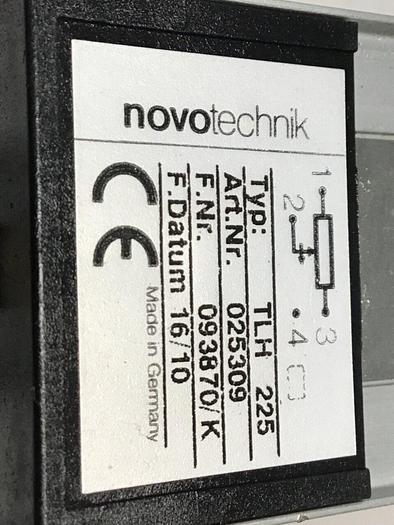 novotechnik
1
2
3
4
Typ: TLH 225
Art.Nr. 025309
F.Nr. 093870/K
F.Datum 16/10
CE
Made in Germany